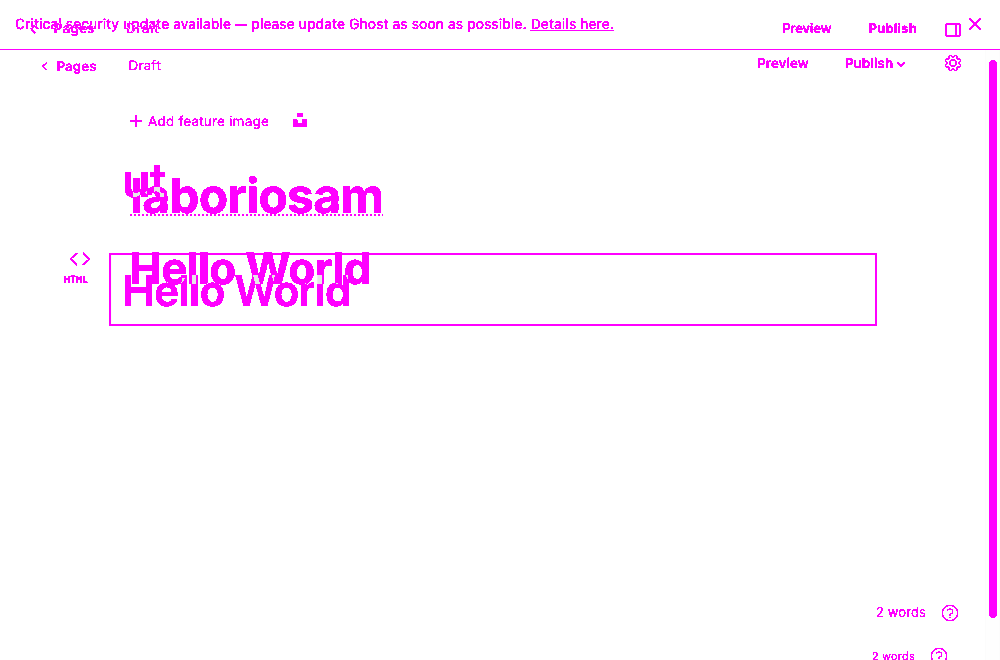 Critical security update available — please update Ghost as soon as possible. Details here.
Pages Draft Preview Publish
Pages Draft Preview Publish
Add feature image
ut
laboriosam
HTML
Hello World
Hello World
2 words
2 words